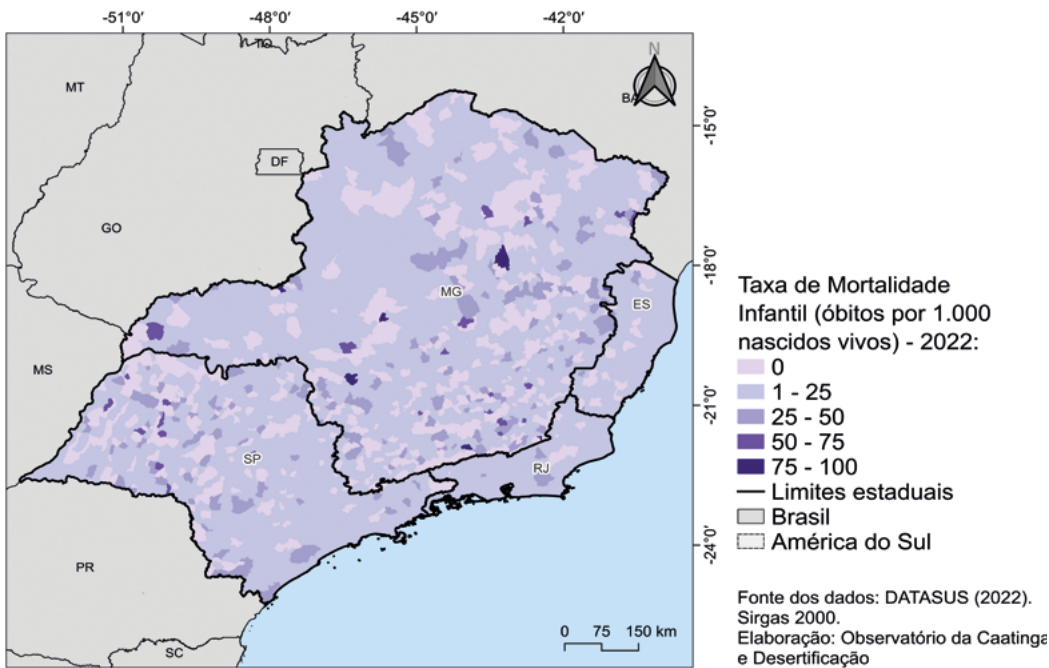 -51°0' -48°0' -45°0' -42°0'
TO
N
MT
BA
-15°0'
DF
GO
-18°0'
MG
ES
MS
-21°0'
SP
RJ
-24°0'
PR
SC
0 75 150 km
Taxa de Mortalidade
Infantil (óbitos por 1.000
nascidos vivos) - 2022:
0
1 - 25
25 - 50
50 - 75
75 - 100
Limites estaduais
Brasil
América do Sul
Fonte dos dados: DATASUS (2022).
Sirgas 2000.
Elaboração: Observatório da Caatinga
e Desertificação